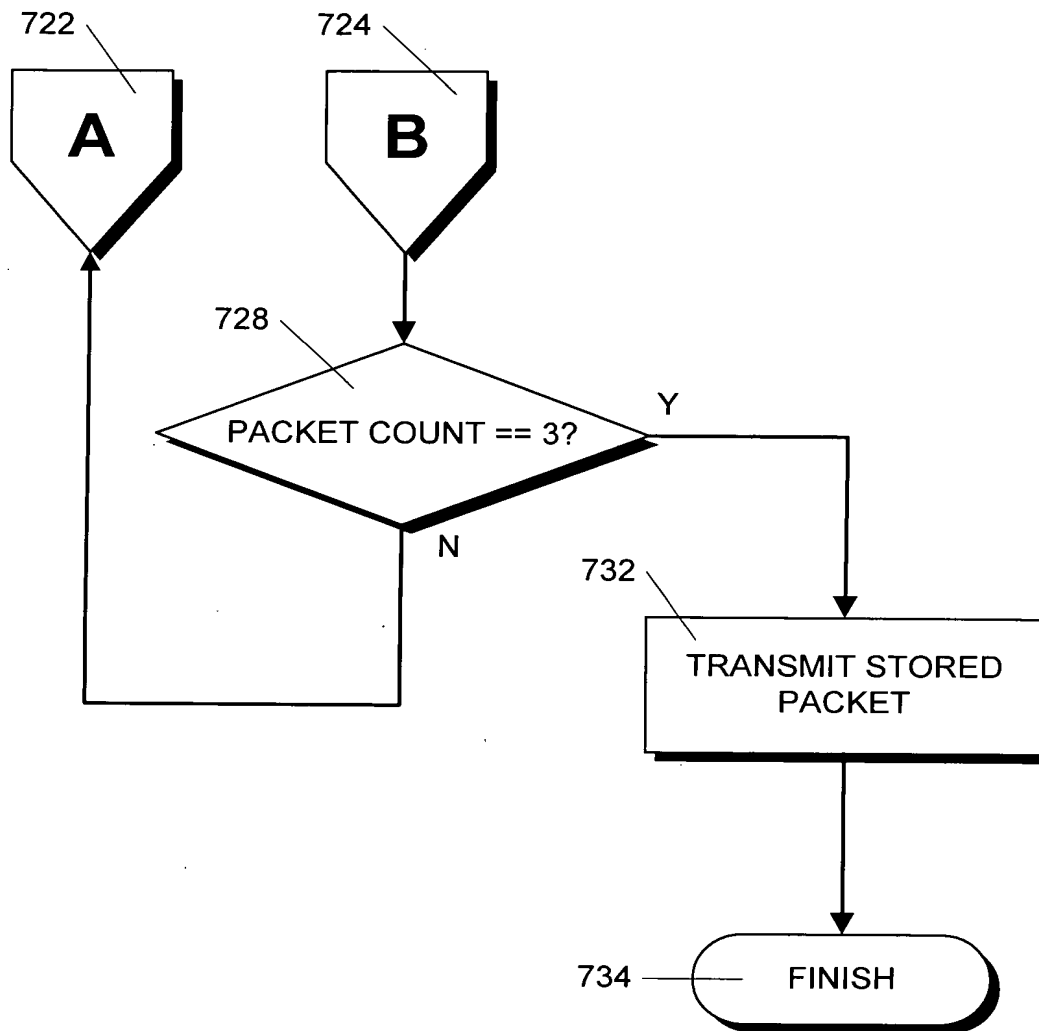 722
724
A
B
728
PACKET COUNT == 3?
Y
N
732
TRANSMIT STORED
PACKET
734
FINISH